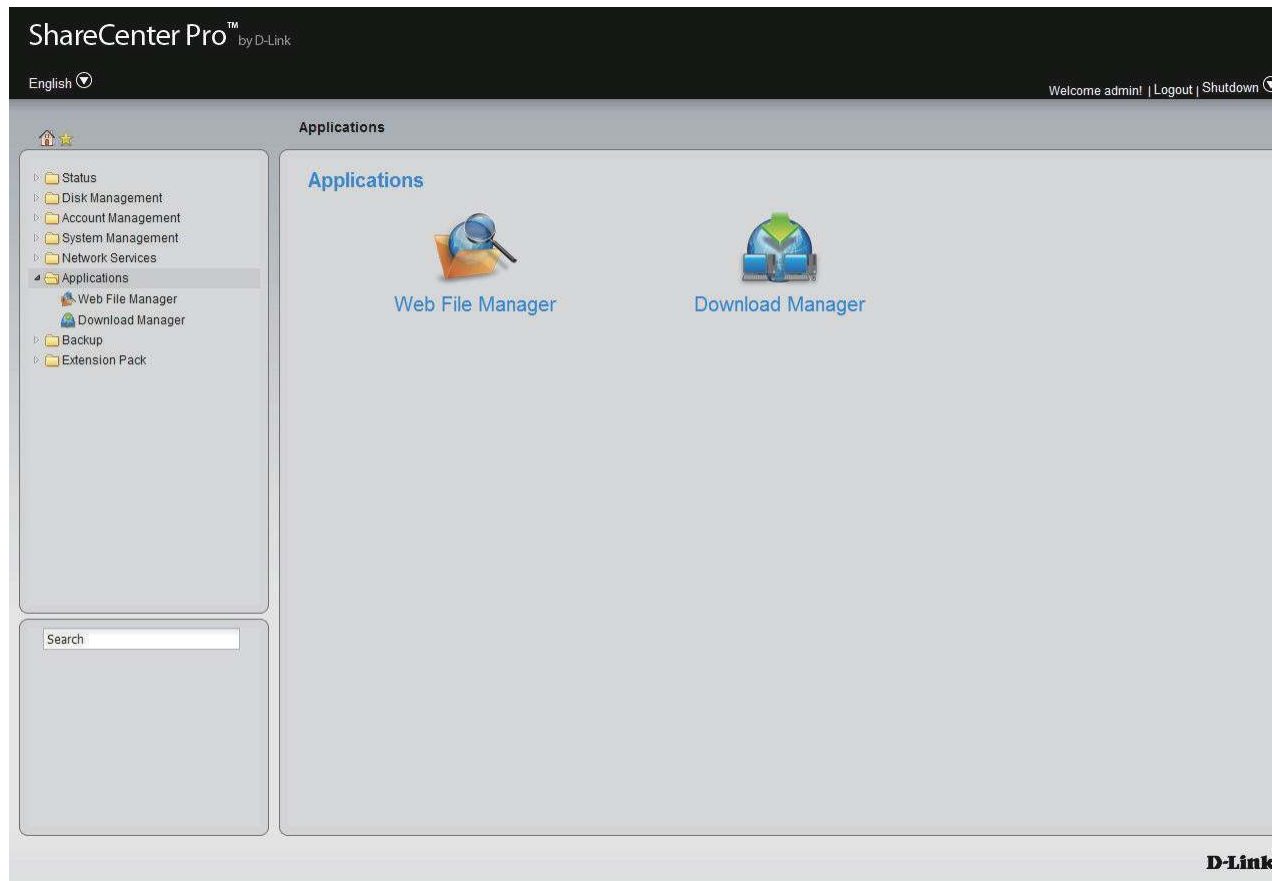 ShareCenter Pro™ by D-Link
English
Welcome admin! | Logout | Shutdown
Applications
Status
Disk Management
Account Management
System Management
Network Services
Applications
Web File Manager
Download Manager
Backup
Extension Pack
Search
Applications
Web File Manager
Download Manager
D-Link